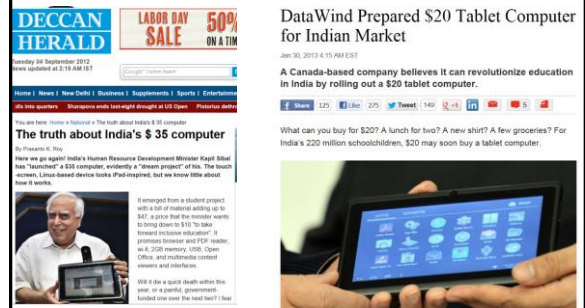 DECCAN
HERALD
LABOR DAY
SALE
50%
ON A TIM
Tuesday 04 September 2012
News updated at 2:19 AM IST
Home | News | New Delhi | Business | Supplements | Sports | Entertainme
ils into quarters Sharapova ends last-eight drought at US Open Pistorius dethr
You are here: Home » National » The truth about India's $ 35 computer
The truth about India's $ 35 computer
By Prasanto K. Roy
Here we go again! India's Human Resource Development Minister Kapil Sibal
has "launched" a $35 computer, evidently a "dream project" of his. The touch
-screen, Linux-based device looks iPad-inspired, but we know little about
how it works.
It emerged from a student project
with a bill of material adding up to
$47, a price that the minister wants
to bring down to $10 "to take
forward inclusive education". It
promises browser and PDF reader,
wi-fi, 2GB memory, USB, Open
Office, and multimedia content
viewers and interfaces.
Will it die a quick death within this
year, or a painful, government-
funded one over the next two? I fear
DataWind Prepared $20 Tablet Computer
for Indian Market
Jan 30, 2013 4:15 AM EST
A Canada-based company believes it can revolutionize education
in India by rolling out a $20 tablet computer.
Share 125 Like 275 Tweet 149 +1 5
What can you buy for $20? A lunch for two? A new shirt? A few groceries? For
India's 220 million schoolchildren, $20 may soon buy a tablet computer.